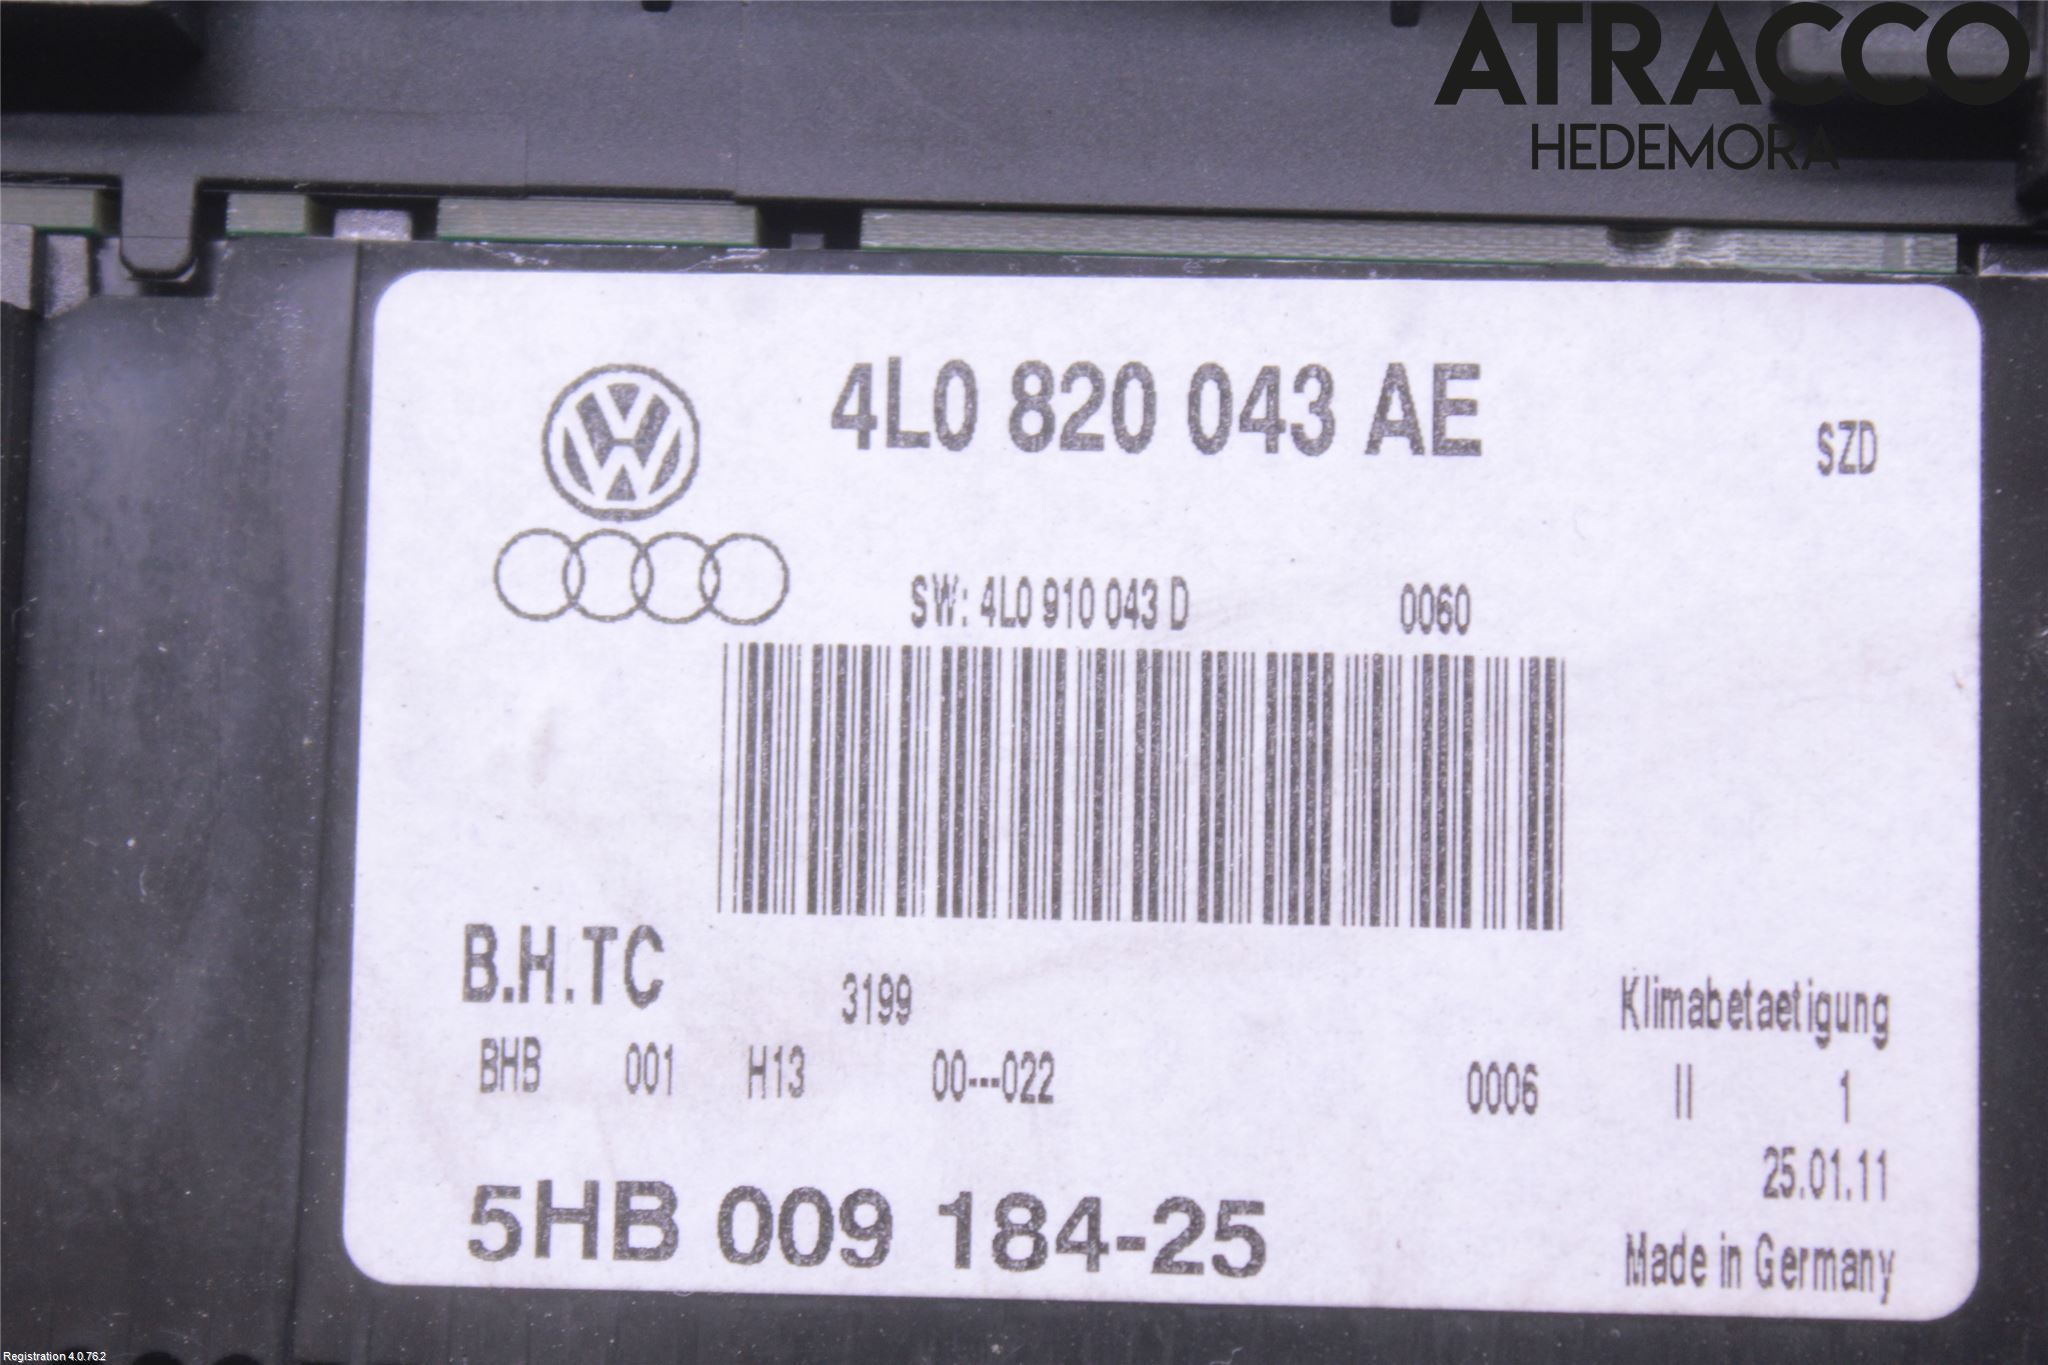 ATRACCO
HEDEMORA
4L0 820 043 AE
SZD
SW: 4L0 910 043 D 0060
B.H.TC
3199
Klimabetaetigung
BHB 001 H13 00---022 0006 II 1
25.01.11
5HB 009 184-25
Made in Germany
Registration 4.0.76.2